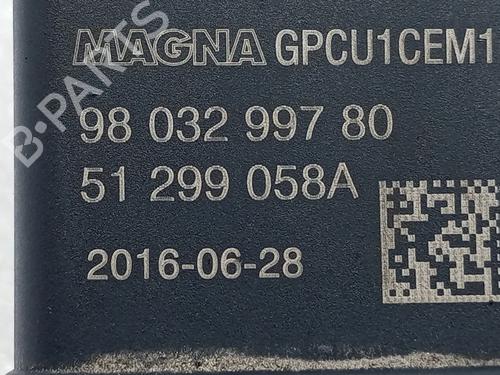 MAGNA GPCU1CEM1
98 032 997 80
51 299 058A
2016-06-28
B-PARTS